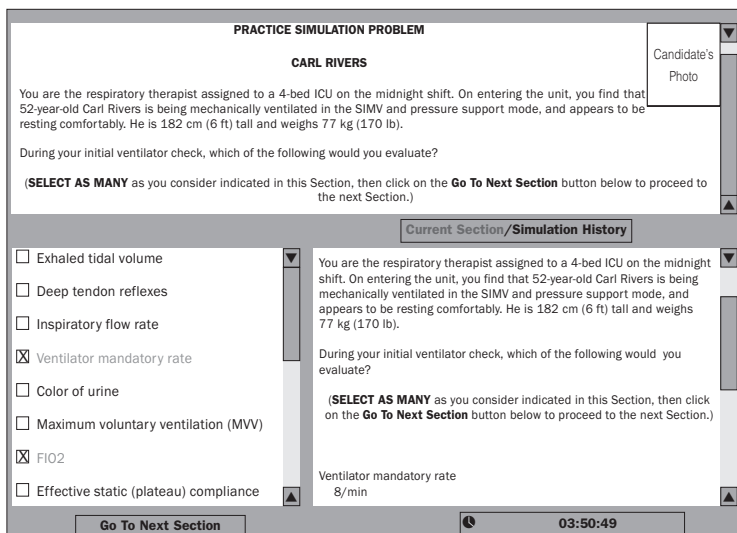 PRACTICE SIMULATION PROBLEM
CARL RIVERS
Candidate's
Photo
You are the respiratory therapist assigned to a 4-bed ICU on the midnight shift. On entering the unit, you find that
52-year-old Carl Rivers is being mechanically ventilated in the SIMV and pressure support mode, and appears to be
resting comfortably. He is 182 cm (6 ft) tall and weighs 77 kg (170 lb).
During your initial ventilator check, which of the following would you evaluate?
(SELECT AS MANY as you consider indicated in this Section, then click on the Go To Next Section button below to proceed to
the next Section.)
Current Section/Simulation History
Exhaled tidal volume
Deep tendon reflexes
Inspiratory flow rate
X Ventilator mandatory rate
Color of urine
Maximum voluntary ventilation (MVV)
X FIO2
Effective static (plateau) compliance
You are the respiratory therapist assigned to a 4-bed ICU on the midnight
shift. On entering the unit, you find that 52-year-old Carl Rivers is being
mechanically ventilated in the SIMV and pressure support mode, and
appears to be resting comfortably. He is 182 cm (6 ft) tall and weighs
77 kg (170 lb).
During your initial ventilator check, which of the following would you
evaluate?
(SELECT AS MANY as you consider indicated in this Section, then click
on the Go To Next Section button below to proceed to the next Section.)
Ventilator mandatory rate
8/min
Go To Next Section
03:50:49